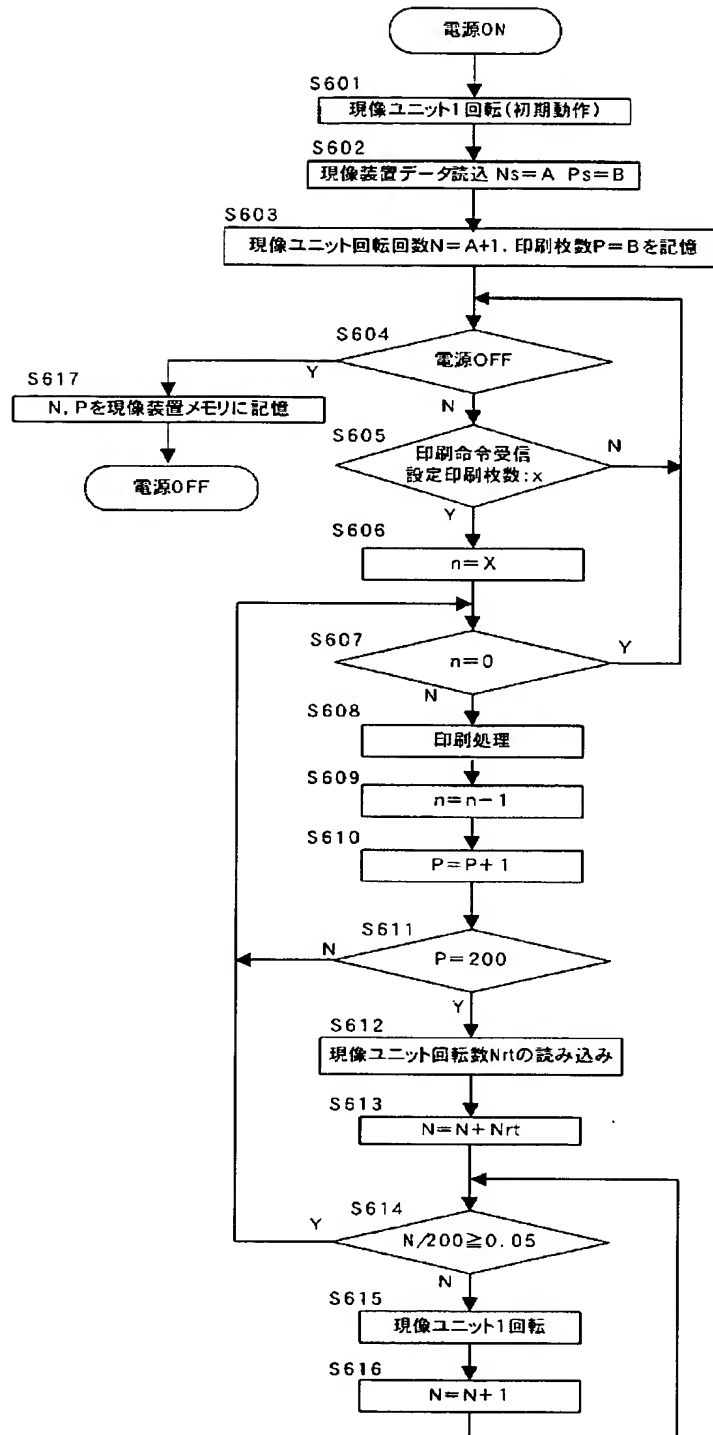 電源ON
S601
現像ユニット1回転(初期動作)
S602
現像装置データ読込 Ns=A Ps=B
S603
現像ユニット回転回数N=A+1. 印刷枚数P=Bを記憶
S604
電源OFF
Y
N
S617
N, Pを現像装置メモリに記憶
電源OFF
S605
印刷命令受信
設定印刷枚数:x
N
Y
S606
n=X
S607
n=0
Y
N
S608
印刷処理
S609
n=n-1
S610
P=P+1
S611
P=200
N
Y
S612
現像ユニット回転数Nrtの読み込み
S613
N=N+Nrt
S614
N/200≧0.05
Y
N
S615
現像ユニット1回転
S616
N=N+1